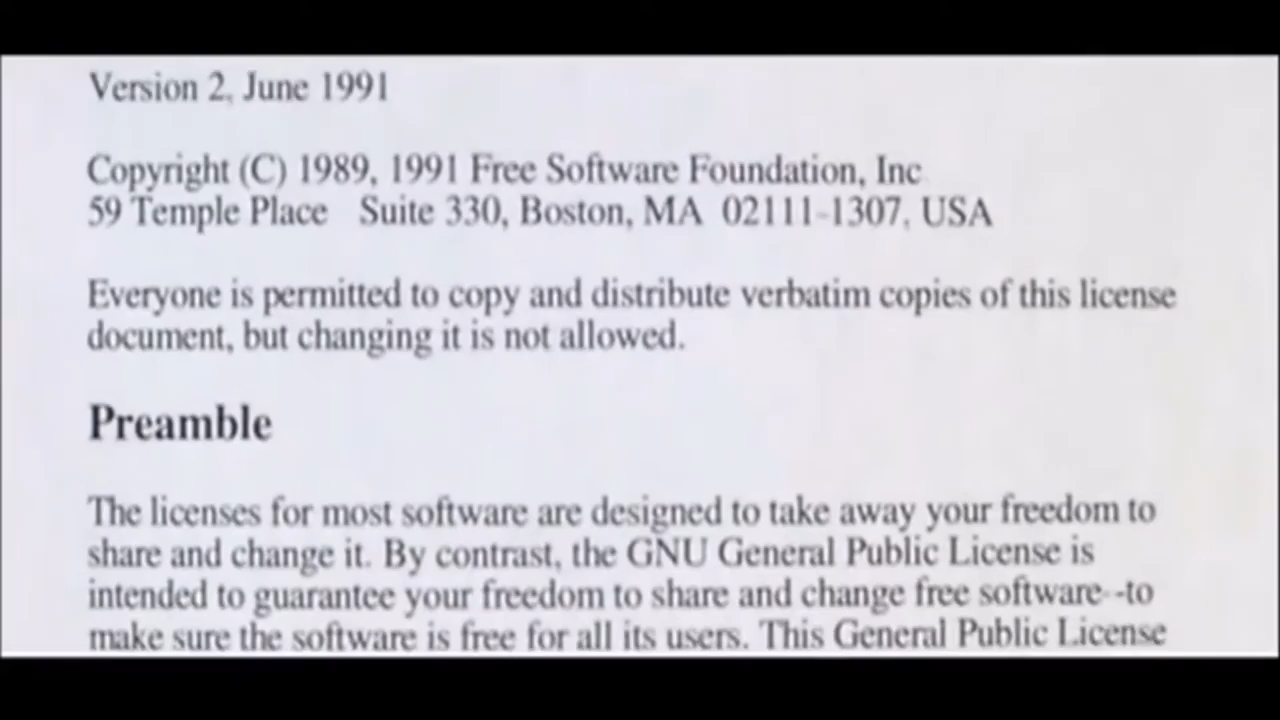 Version 2, June 1991
Copyright (C) 1989, 1991 Free Software Foundation, Inc
59 Temple Place Suite 330, Boston, MA 02111-1307, USA
Everyone is permitted to copy and distribute verbatim copies of this license
document, but changing it is not allowed.
Preamble
The licenses for most software are designed to take away your freedom to
share and change it. By contrast, the GNU General Public License is
intended to guarantee your freedom to share and change free software--to
make sure the software is free for all its users. This General Public License